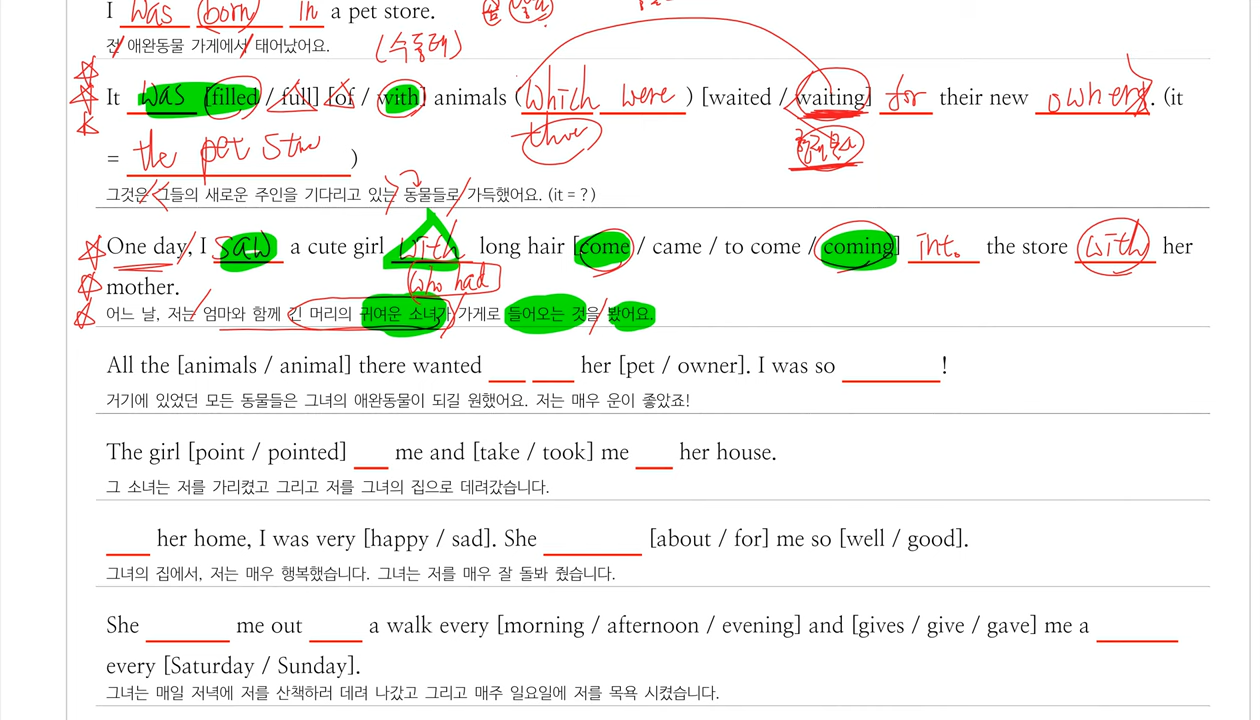 I was (born) in a pet store.
전 애완동물 가게에서 태어났어요.
(수동태)
It was [filled / full] [of / with] animals (which were) [waited / waiting] for their new owners. (it
= the pet store)
현재분사
그것은 그들의 새로운 주인을 기다리고 있는 동물들로 가득했어요. (it = ?)
One day, I saw a cute girl with long hair [come / came / to come / coming] into the store with her
who had
mother.
어느 날, 저는 엄마와 함께 긴 머리의 귀여운 소녀가 가게로 들어오는 것을 봤어요.
All the [animals / animal] there wanted ___ ___ her [pet / owner]. I was so ___!
거기에 있었던 모든 동물들은 그녀의 애완동물이 되길 원했어요. 저는 매우 운이 좋았죠!
The girl [point / pointed] ___ me and [take / took] me ___ her house.
그 소녀는 저를 가리켰고 그리고 저를 그녀의 집으로 데려갔습니다.
___ her home, I was very [happy / sad]. She ___ [about / for] me so [well / good].
그녀의 집에서, 저는 매우 행복했습니다. 그녀는 저를 매우 잘 돌봐 줬습니다.
She ___ me out ___ a walk every [morning / afternoon / evening] and [gives / give / gave] me a ___
every [Saturday / Sunday].
그녀는 매일 저녁에 저를 산책하러 데려 나갔고 그리고 매주 일요일에 저를 목욕 시켰습니다.